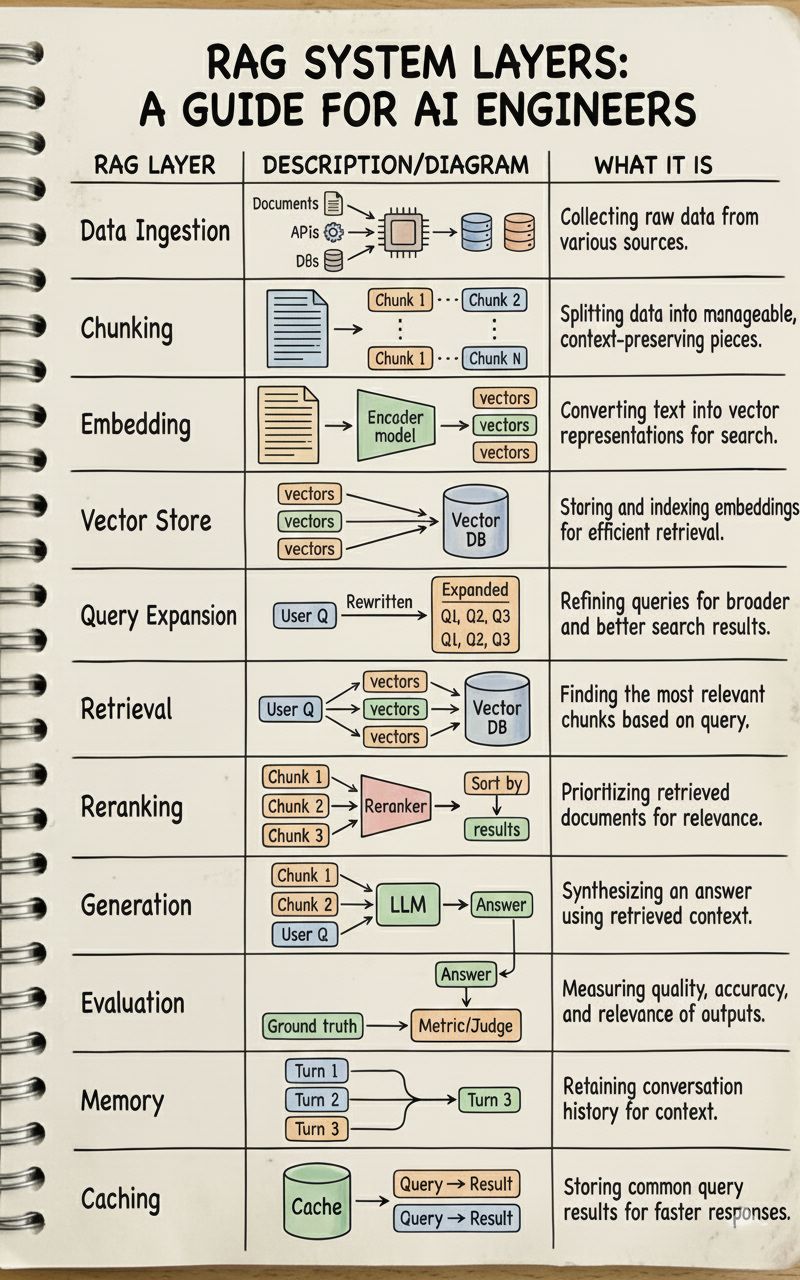 RAG SYSTEM LAYERS:
A GUIDE FOR AI ENGINEERS
RAG LAYER
DESCRIPTION/DIAGRAM
WHAT IT IS
Data Ingestion
Documents
APIs
DBs
Collecting raw data from
various sources.
Chunking
Chunk 1
Chunk 2
Chunk 1
Chunk N
Splitting data into manageable,
context-preserving pieces.
Embedding
Encoder
model
vectors
vectors
vectors
Converting text into vector
representations for search.
Vector Store
vectors
vectors
vectors
Vector
DB
Storing and indexing embeddings
for efficient retrieval.
Query Expansion
User Q
Rewritten
Expanded
Q1, Q2, Q3
Q1, Q2, Q3
Refining queries for broader
and better search results.
Retrieval
User Q
vectors
vectors
vectors
Vector
DB
Finding the most relevant
chunks based on query.
Reranking
Chunk 1
Chunk 2
Chunk 3
Reranker
Sort by
results
Prioritizing retrieved
documents for relevance.
Generation
Chunk 1
Chunk 2
User Q
LLM
Answer
Synthesizing an answer
using retrieved context.
Evaluation
Answer
Ground truth
Metric/Judge
Measuring quality, accuracy,
and relevance of outputs.
Memory
Turn 1
Turn 2
Turn 3
Turn 3
Retaining conversation
history for context.
Caching
Cache
Query → Result
Query → Result
Storing common query
results for faster responses.